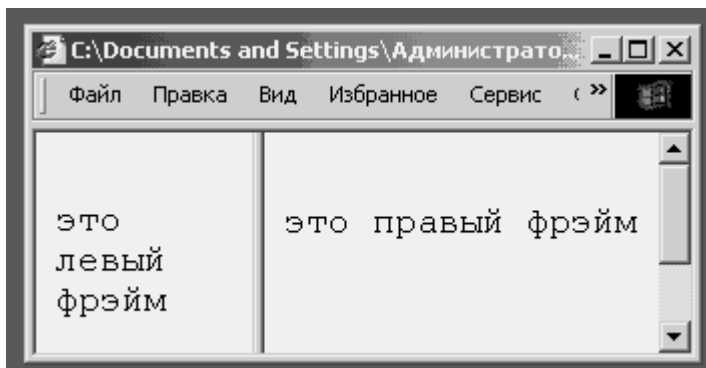 C:\Documents and Settings\Администрато...
Файл Правка Вид Избранное Сервис »
это
левый
фрэйм
это правый фрэйм